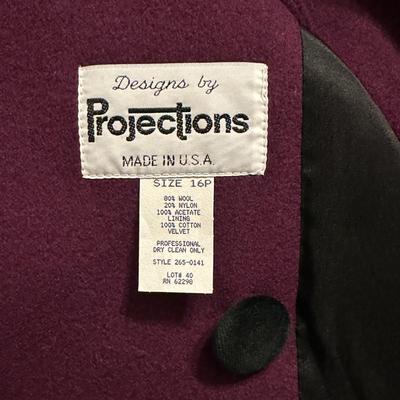 Designs by
Projections
MADE IN U.S.A.
SIZE 16P
80% WOOL
20% NYLON
100% ACETATE
LINING
100% COTTON
VELVET
PROFESSIONAL
DRY CLEAN ONLY
STYLE 265-0141
LOT# 40
RN 62298